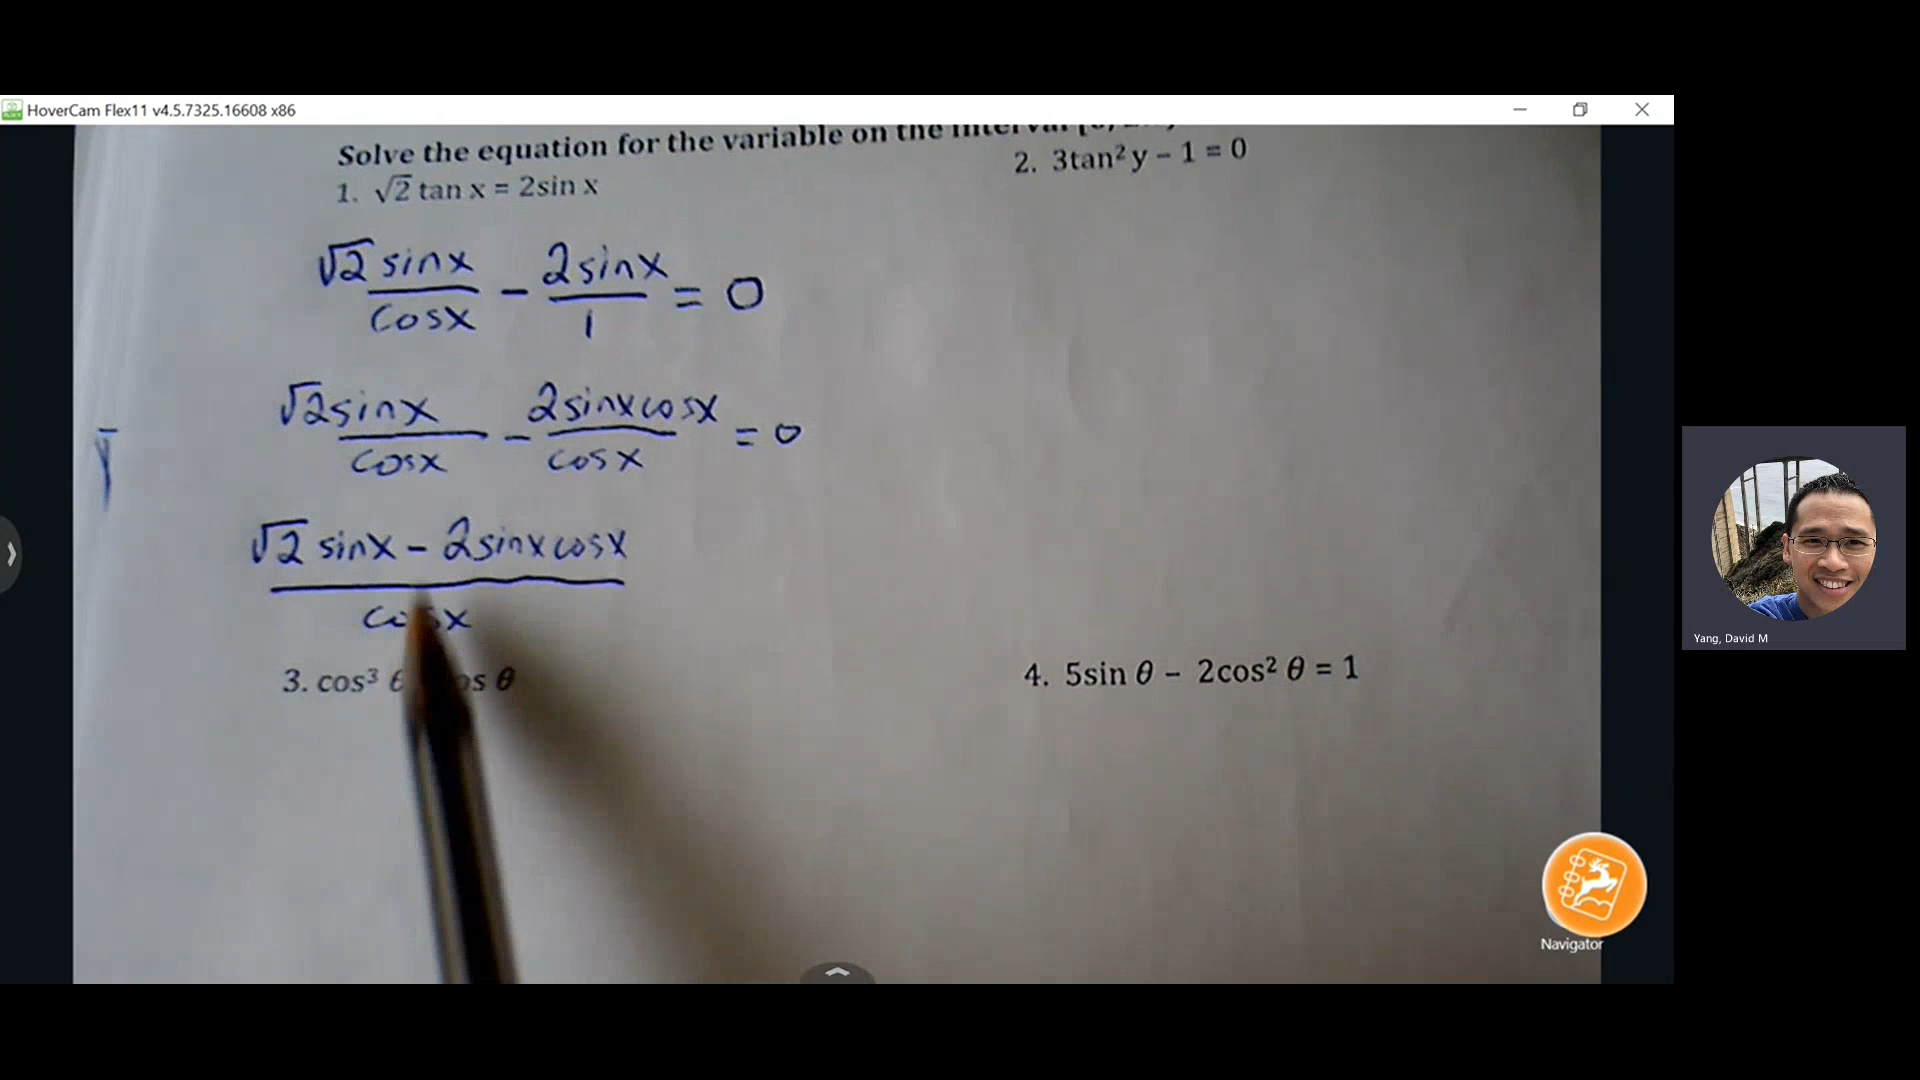 HoverCam Flex11 v4.5.7325.16608 x86
Solve the equation for the variable on the
1. √2 tan x = 2sin x
2. 3tan² y − 1 = 0
√2 sinx/cosx − 2sinx/1 = 0
√2sinx/cosx − 2sinxcosx/cosx = 0
√2 sinx − 2sinxcosx
cosx
3. cos³ θ
4. 5sin θ − 2cos² θ = 1
Navigator
Yang, David M